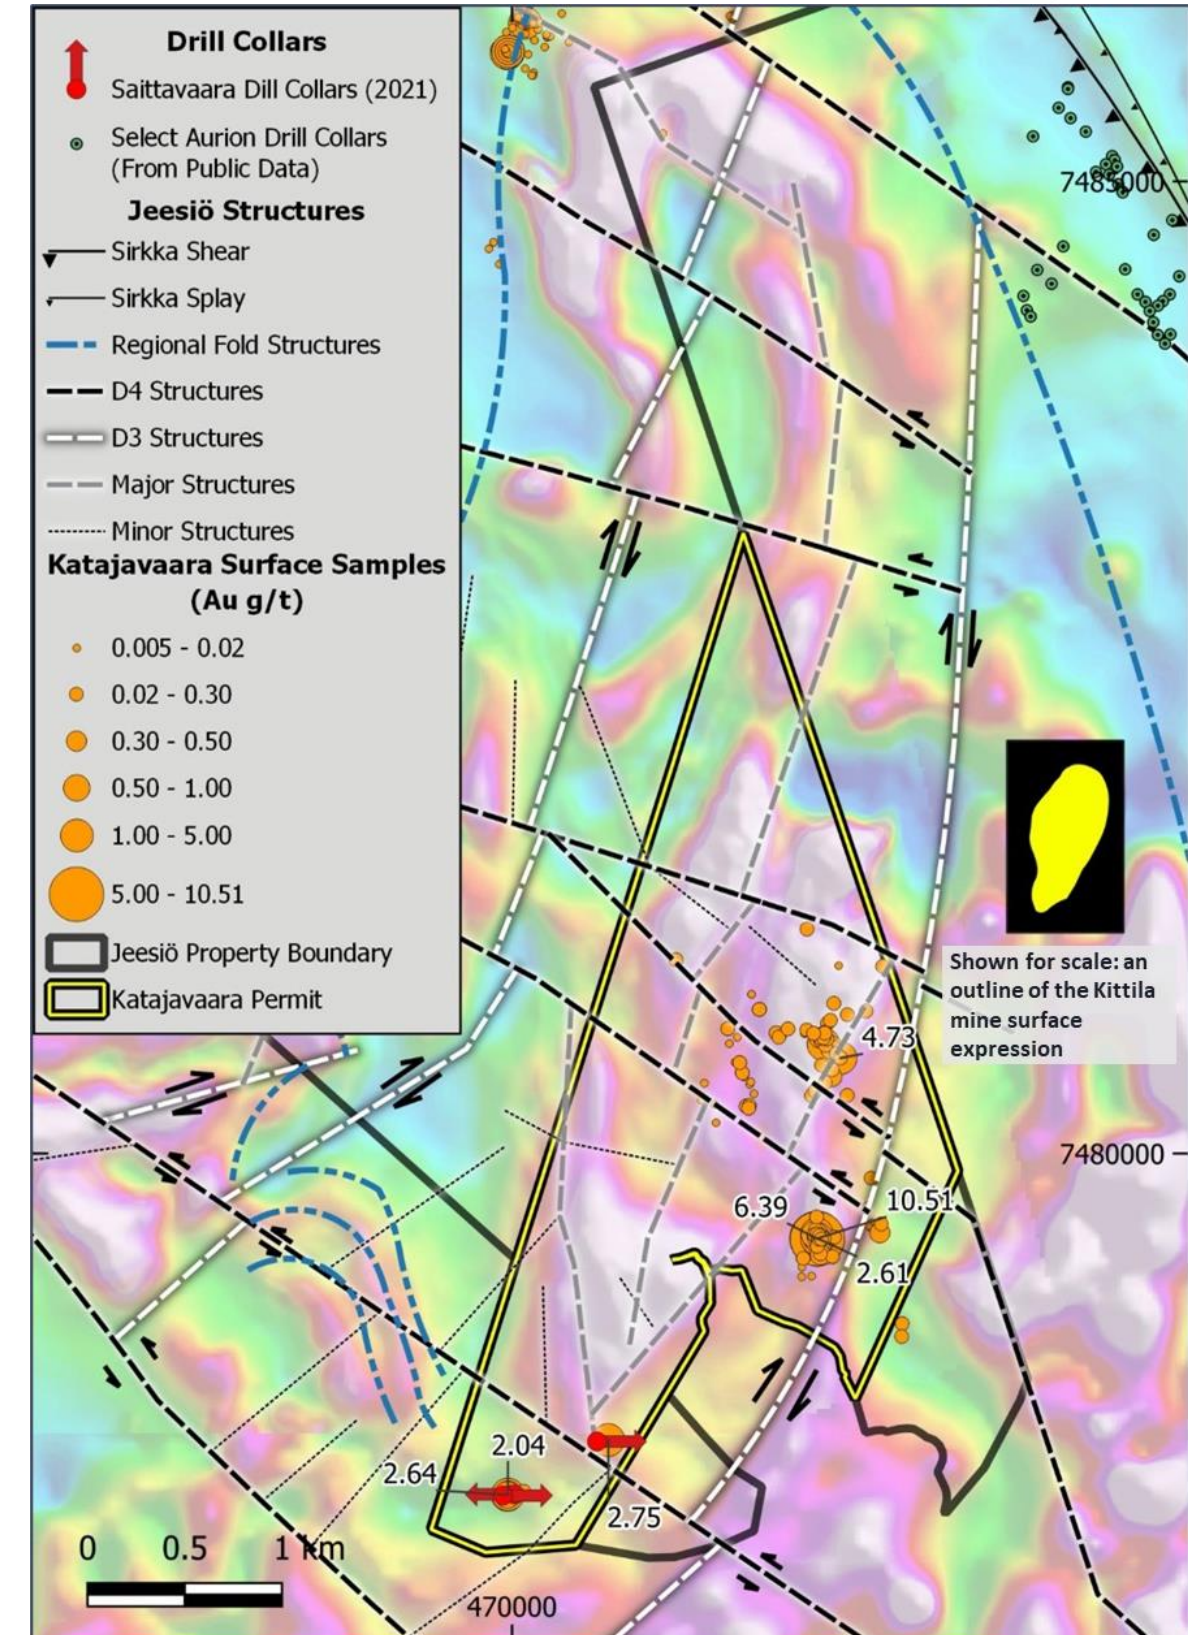 Drill Collars
Saittavaara Dill Collars (2021)
Select Aurion Drill Collars
(From Public Data)
Jeesiö Structures
Sirkka Shear
Sirkka Splay
Regional Fold Structures
D4 Structures
D3 Structures
Major Structures
Minor Structures
Katajavaara Surface Samples
(Au g/t)
0.005 - 0.02
0.02 - 0.30
0.30 - 0.50
0.50 - 1.00
1.00 - 5.00
5.00 - 10.51
Jeesiö Property Boundary
Katajavaara Permit
7485000
Shown for scale: an
outline of the Kittila
mine surface
expression
4.73
7480000
6.39
10.51
2.61
2.04
2.64
2.75
0 0.5 1 km
470000